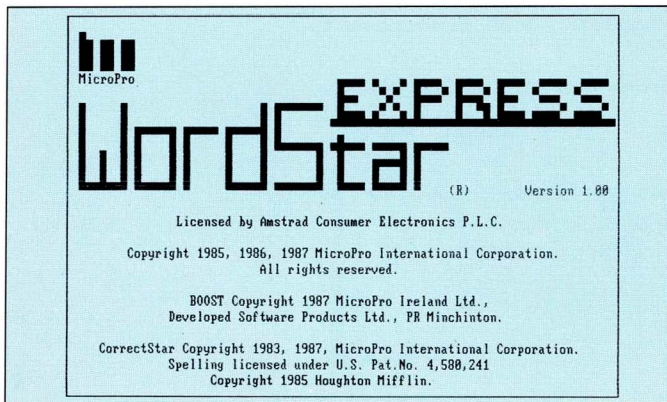 MicroPro
EXPRESS
WordStar
(R) Version 1.00
Licensed by Amstrad Consumer Electronics P.L.C.
Copyright 1985, 1986, 1987 MicroPro International Corporation.
All rights reserved.
BOOST Copyright 1987 MicroPro Ireland Ltd.,
Developed Software Products Ltd., PR Minchinton.
CorrectStar Copyright 1983, 1987, MicroPro International Corporation.
Spelling licensed under U.S. Pat.No. 4,580,241
Copyright 1985 Houghton Mifflin.